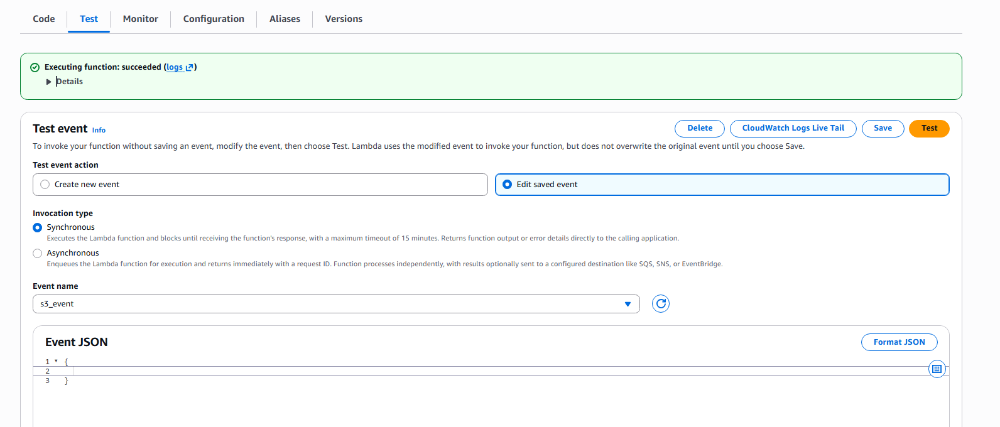 Code Test Monitor Configuration Aliases Versions
Executing function: succeeded (logs)
Details
Test event Info Delete CloudWatch Logs Live Tail Save Test
To invoke your function without saving an event, modify the event, then choose Test. Lambda uses the modified event to invoke your function, but does not overwrite the original event until you choose Save.
Test event action
Create new event Edit saved event
Invocation type
Synchronous
Executes the Lambda function and blocks until receiving the function's response, with a maximum timeout of 15 minutes. Returns function output or error details directly to the calling application.
Asynchronous
Enqueues the Lambda function for execution and returns immediately with a request ID. Function processes independently, with results optionally sent to a configured destination like SQS, SNS, or EventBridge.
Event name
s3_event
Event JSON Format JSON
1 {
2
3 }